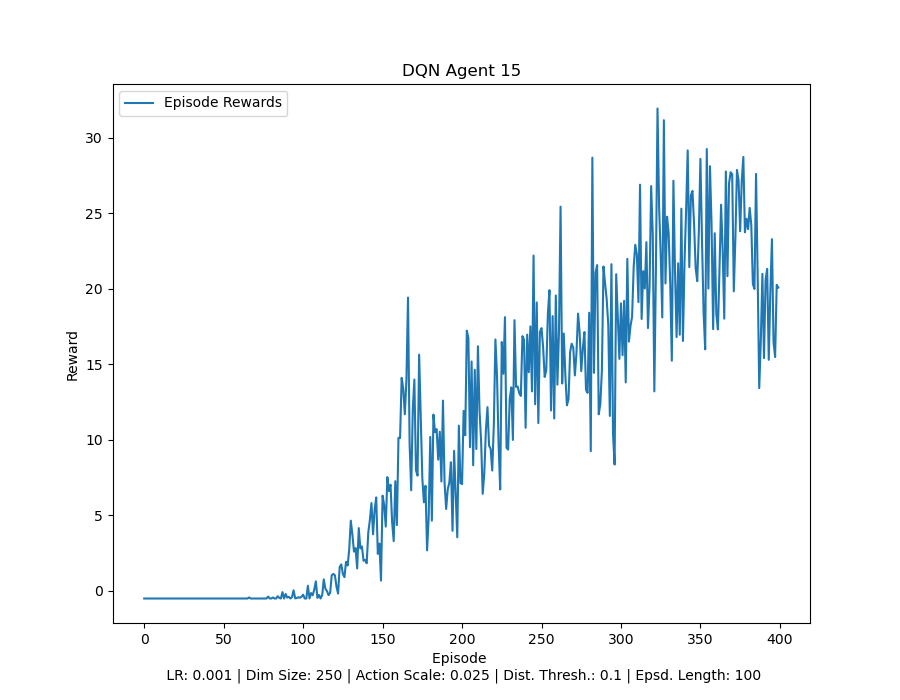 DQN Agent 15
Episode Rewards
30
25
20
15
10
5
0
Reward
0 50 100 150 200 250 300 350 400
Episode
LR: 0.001 | Dim Size: 250 | Action Scale: 0.025 | Dist. Thresh.: 0.1 | Epsd. Length: 100